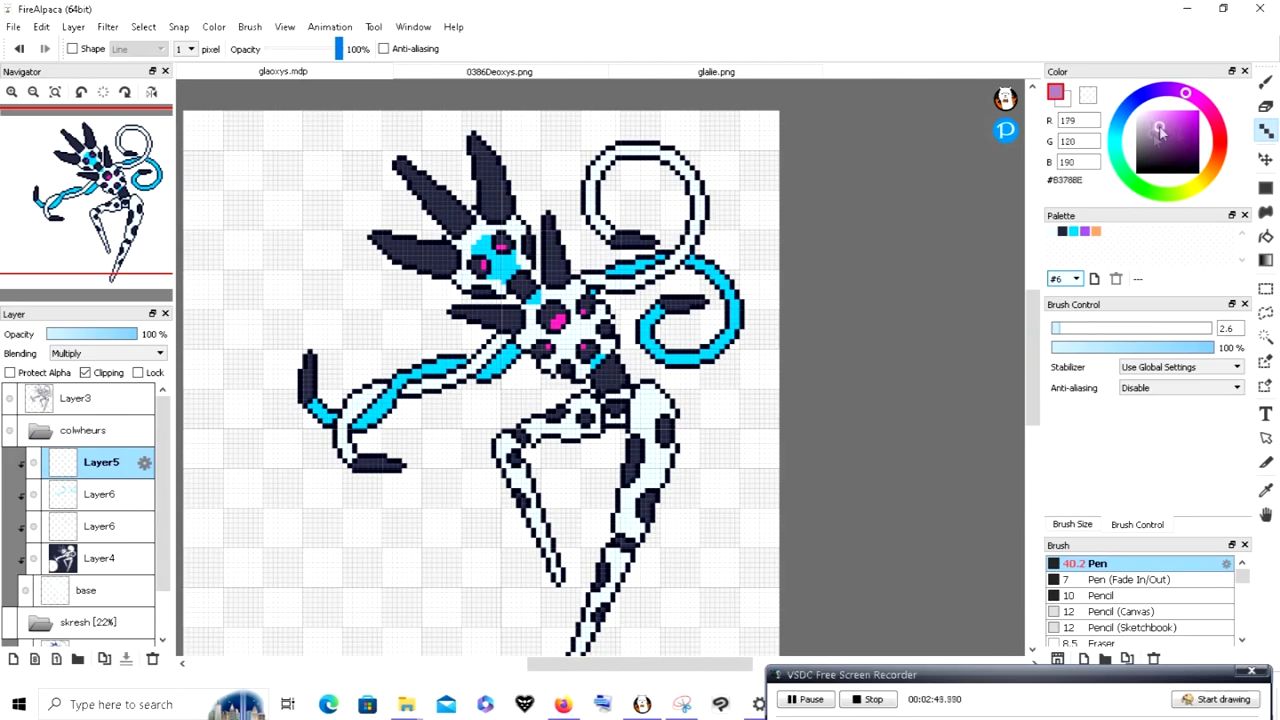 FireAlpaca (64bit)
File Edit Layer Filter Select Snap Color Brush View Animation Tool Window Help
Shape Line 1 pixel Opacity 100% Anti-aliasing
Navigator
glaoxys.mdp 0386Deoxys.png glalie.png
Color
R 179
G 120
B 190
#B378BE
Palette
#6 ---
Brush Control
2.6
100 %
Stabilizer Use Global Settings
Anti-aliasing Disable
Brush Size Brush Control
Brush
40.2 Pen
7 Pen (Fade In/Out)
10 Pencil
12 Pencil (Canvas)
12 Pencil (Sketchbook)
8.5 Eraser
Layer
Opacity 100 %
Blending Multiply
Protect Alpha Clipping Lock
Layer3
colwheurs
Layer5
Layer6
Layer6
Layer4
base
skresh [22%]
VSDC Free Screen Recorder
Pause Stop Start drawing
Type here to search